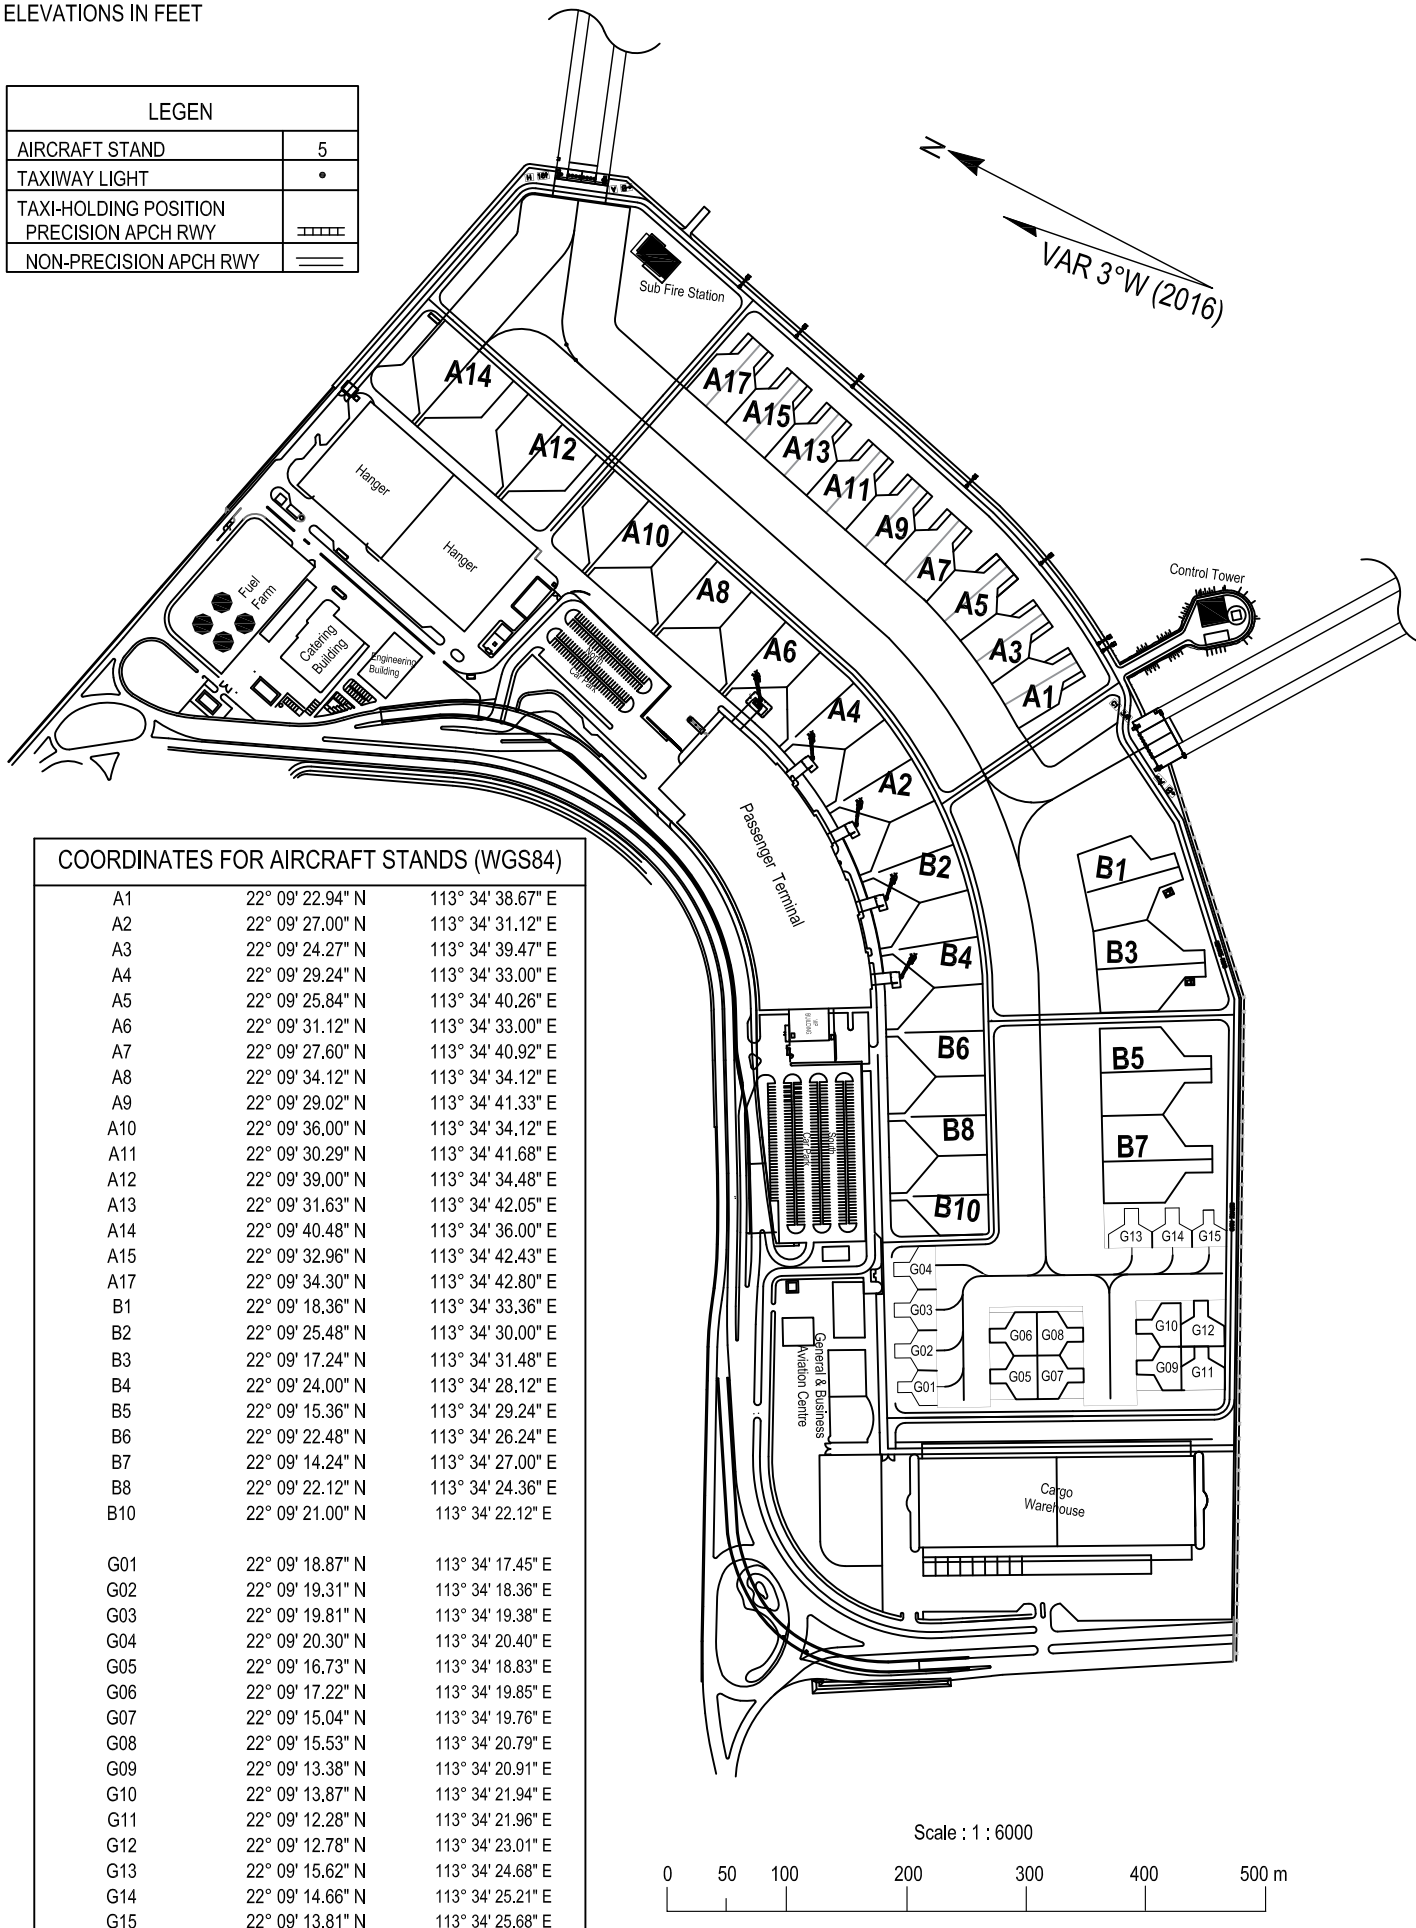 ELEVATIONS IN FEET
LEGEN
AIRCRAFT STAND 5
TAXIWAY LIGHT
TAXI-HOLDING POSITION
PRECISION APCH RWY
NON-PRECISION APCH RWY
N
VAR 3°W (2016)
Sub Fire Station
A14
A17
A15
A12
A13
Hanger
A11
A10
A9
Hanger
A7
A8
Control Tower
Fuel
Farm
A5
Catering
Building
Engineering
Building
North
Car Park
A6
A3
A1
A4
A2
Passenger Terminal
B2
B1
B4
B3
VIP
BUILDING
B6
B5
South
Car Park
B8
B7
B10
G13
G14
G15
G04
G03
G06
G08
G10
G12
G02
G01
G05
G07
G09
G11
General & Business
Aviation Centre
Cargo
Warehouse
COORDINATES FOR AIRCRAFT STANDS (WGS84)
A1 22° 09' 22.94" N 113° 34' 38.67" E
A2 22° 09' 27.00" N 113° 34' 31.12" E
A3 22° 09' 24.27" N 113° 34' 39.47" E
A4 22° 09' 29.24" N 113° 34' 33.00" E
A5 22° 09' 25.84" N 113° 34' 40.26" E
A6 22° 09' 31.12" N 113° 34' 33.00" E
A7 22° 09' 27.60" N 113° 34' 40.92" E
A8 22° 09' 34.12" N 113° 34' 34.12" E
A9 22° 09' 29.02" N 113° 34' 41.33" E
A10 22° 09' 36.00" N 113° 34' 34.12" E
A11 22° 09' 30.29" N 113° 34' 41.68" E
A12 22° 09' 39.00" N 113° 34' 34.48" E
A13 22° 09' 31.63" N 113° 34' 42.05" E
A14 22° 09' 40.48" N 113° 34' 36.00" E
A15 22° 09' 32.96" N 113° 34' 42.43" E
A17 22° 09' 34.30" N 113° 34' 42.80" E
B1 22° 09' 18.36" N 113° 34' 33.36" E
B2 22° 09' 25.48" N 113° 34' 30.00" E
B3 22° 09' 17.24" N 113° 34' 31.48" E
B4 22° 09' 24.00" N 113° 34' 28.12" E
B5 22° 09' 15.36" N 113° 34' 29.24" E
B6 22° 09' 22.48" N 113° 34' 26.24" E
B7 22° 09' 14.24" N 113° 34' 27.00" E
B8 22° 09' 22.12" N 113° 34' 24.36" E
B10 22° 09' 21.00" N 113° 34' 22.12" E
G01 22° 09' 18.87" N 113° 34' 17.45" E
G02 22° 09' 19.31" N 113° 34' 18.36" E
G03 22° 09' 19.81" N 113° 34' 19.38" E
G04 22° 09' 20.30" N 113° 34' 20.40" E
G05 22° 09' 16.73" N 113° 34' 18.83" E
G06 22° 09' 17.22" N 113° 34' 19.85" E
G07 22° 09' 15.04" N 113° 34' 19.76" E
G08 22° 09' 15.53" N 113° 34' 20.79" E
G09 22° 09' 13.38" N 113° 34' 20.91" E
G10 22° 09' 13.87" N 113° 34' 21.94" E
G11 22° 09' 12.28" N 113° 34' 21.96" E
G12 22° 09' 12.78" N 113° 34' 23.01" E
G13 22° 09' 15.62" N 113° 34' 24.68" E
G14 22° 09' 14.66" N 113° 34' 25.21" E
G15 22° 09' 13.81" N 113° 34' 25.68" E
Scale : 1 : 6000
0 50 100 200 300 400 500 m